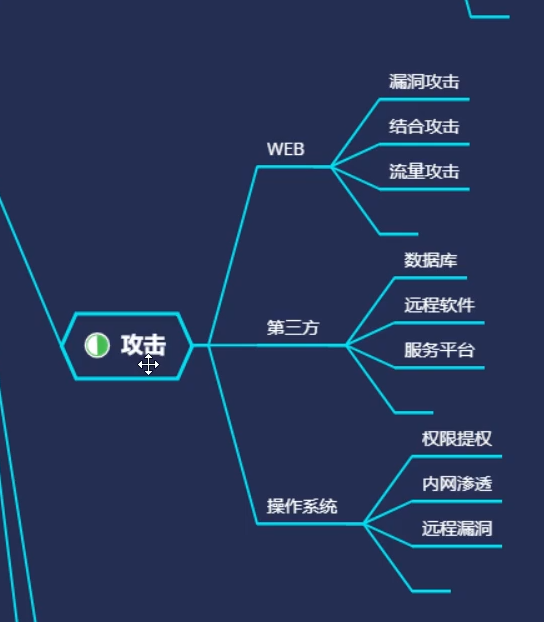 漏洞攻击
WEB
结合攻击
流量攻击
数据库
第三方
远程软件
攻击
服务平台
权限提权
内网渗透
操作系统
远程漏洞